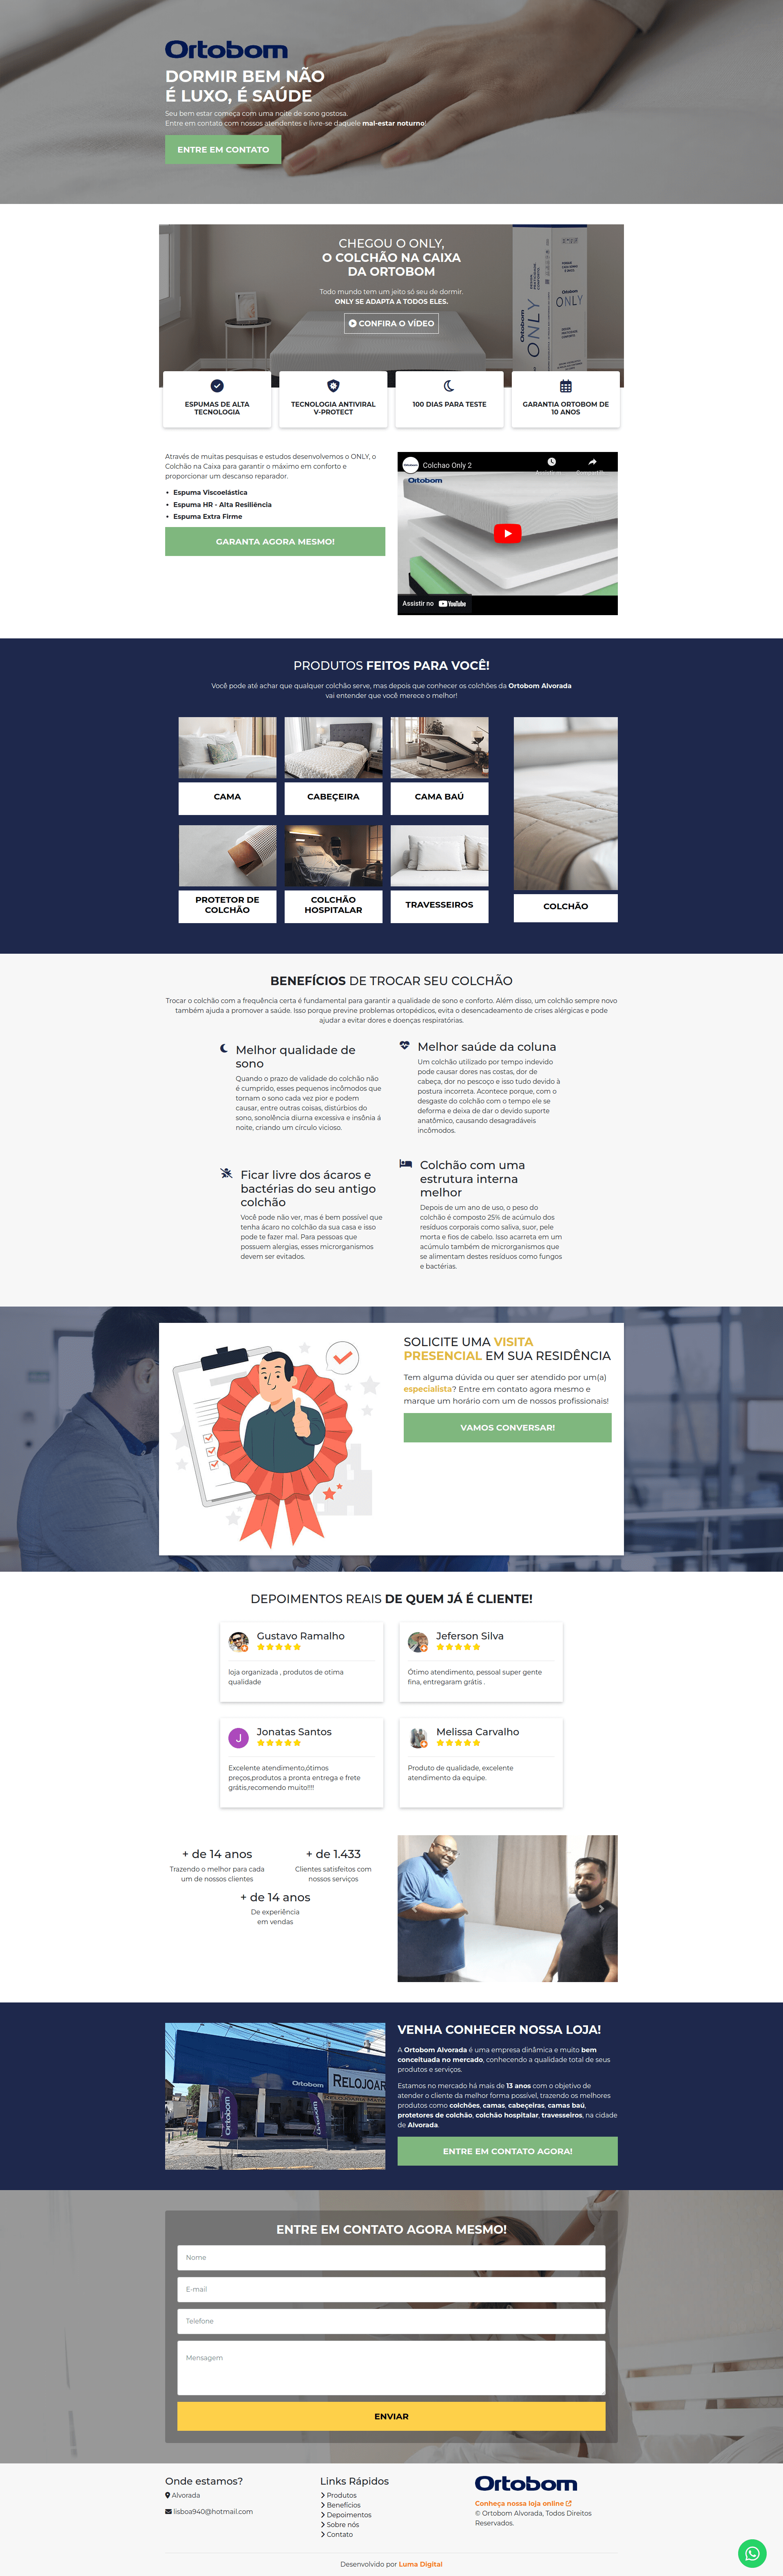 Ortobom
DORMIR BEM NÃO
É LUXO, É SAÚDE
Seu bem estar começa com uma noite de sono gostosa.
Entre em contato com nossos atendentes e livre-se daquele mal-estar noturno!
ENTRE EM CONTATO
CHEGOU O ONLY,
O COLCHÃO NA CAIXA
DA ORTOBOM
Todo mundo tem um jeito só seu de dormir.
ONLY SE ADAPTA A TODOS ELES.
CONFIRA O VÍDEO
Ortobom
ONLY
ONLY
ESPUMAS DE ALTA
TECNOLOGIA
TECNOLOGIA ANTIVIRAL
V-PROTECT
100 DIAS PARA TESTE
GARANTIA ORTOBOM DE
10 ANOS
Através de muitas pesquisas e estudos desenvolvemos o ONLY, o
Colchão na Caixa para garantir o máximo em conforto e
proporcionar um descanso reparador.
• Espuma Viscoelástica
• Espuma HR - Alta Resiliência
• Espuma Extra Firme
GARANTA AGORA MESMO!
Colchao Only 2
Ortobom
Assistir no YouTube
PRODUTOS FEITOS PARA VOCÊ!
Você pode até achar que qualquer colchão serve, mas depois que conhecer os colchões da Ortobom Alvorada
vai entender que você merece o melhor!
CAMA
CABEÇEIRA
CAMA BAÚ
PROTETOR DE
COLCHÃO
COLCHÃO
HOSPITALAR
TRAVESSEIROS
COLCHÃO
BENEFÍCIOS DE TROCAR SEU COLCHÃO
Trocar o colchão com a frequência certa é fundamental para garantir a qualidade de sono e conforto. Além disso, um colchão sempre novo
também ajuda a promover a saúde. Isso porque previne problemas ortopédicos, evita o desencadeamento de crises alérgicas e pode
ajudar a evitar dores e doenças respiratórias.
Melhor qualidade de
sono
Quando o prazo de validade do colchão não
é cumprido, esses pequenos incômodos que
tornam o sono cada vez pior e podem
causar, entre outras coisas, distúrbios do
sono, sonolência diurna excessiva e insônia à
noite, criando um círculo vicioso.
Melhor saúde da coluna
Um colchão utilizado por tempo indevido
pode causar dores nas costas, dor de
cabeça, dor no pescoço e isso tudo devido à
postura incorreta. Acontece porque, com o
desgaste do colchão com o tempo ele se
deforma e deixa de dar o devido suporte
anatômico, causando desagradáveis
incômodos.
Ficar livre dos ácaros e
bactérias do seu antigo
colchão
Você pode não ver, mas é bem possível que
tenha ácaro no colchão da sua casa e isso
pode te fazer mal. Para pessoas que
possuem alergias, esses microrganismos
devem ser evitados.
Colchão com uma
estrutura interna
melhor
Depois de um ano de uso, o peso do
colchão é composto 25% de acúmulo dos
resíduos corporais como saliva, suor, pele
morta e fios de cabelo. Isso acarreta em um
acúmulo também de microrganismos que
se alimentam destes resíduos como fungos
e bactérias.
SOLICITE UMA VISITA
PRESENCIAL EM SUA RESIDÊNCIA
Tem alguma dúvida ou quer ser atendido por um(a)
especialista? Entre em contato agora mesmo e
marque um horário com um de nossos profissionais!
VAMOS CONVERSAR!
DEPOIMENTOS REAIS DE QUEM JÁ É CLIENTE!
Gustavo Ramalho
loja organizada , produtos de otima
qualidade
Jeferson Silva
Ótimo atendimento, pessoal super gente
fina, entregaram grátis .
J
Jonatas Santos
Excelente atendimento,ótimos
preços,produtos a pronta entrega e frete
grátis,recomendo muito!!!!
Melissa Carvalho
Produto de qualidade, excelente
atendimento da equipe.
+ de 14 anos
Trazendo o melhor para cada
um de nossos clientes
+ de 1.433
Clientes satisfeitos com
nossos serviços
+ de 14 anos
De experiência
em vendas
Ortobom
RELOJOAR
Ortobom
Ortobom
VENHA CONHECER NOSSA LOJA!
A Ortobom Alvorada é uma empresa dinâmica e muito bem
conceituada no mercado, conhecendo a qualidade total de seus
produtos e serviços.
Estamos no mercado há mais de 13 anos com o objetivo de
atender o cliente da melhor forma possível, trazendo os melhores
produtos como colchões, camas, cabeçeiras, camas baú,
protetores de colchão, colchão hospitalar, travesseiros, na cidade
de Alvorada.
ENTRE EM CONTATO AGORA!
ENTRE EM CONTATO AGORA MESMO!
Nome
E-mail
Telefone
Mensagem
ENVIAR
Onde estamos?
Alvorada
lisboa940@hotmail.com
Links Rápidos
Produtos
Benefícios
Depoimentos
Sobre nós
Contato
Ortobom
Conheça nossa loja online
© Ortobom Alvorada, Todos Direitos
Reservados.
Desenvolvido por Luma Digital